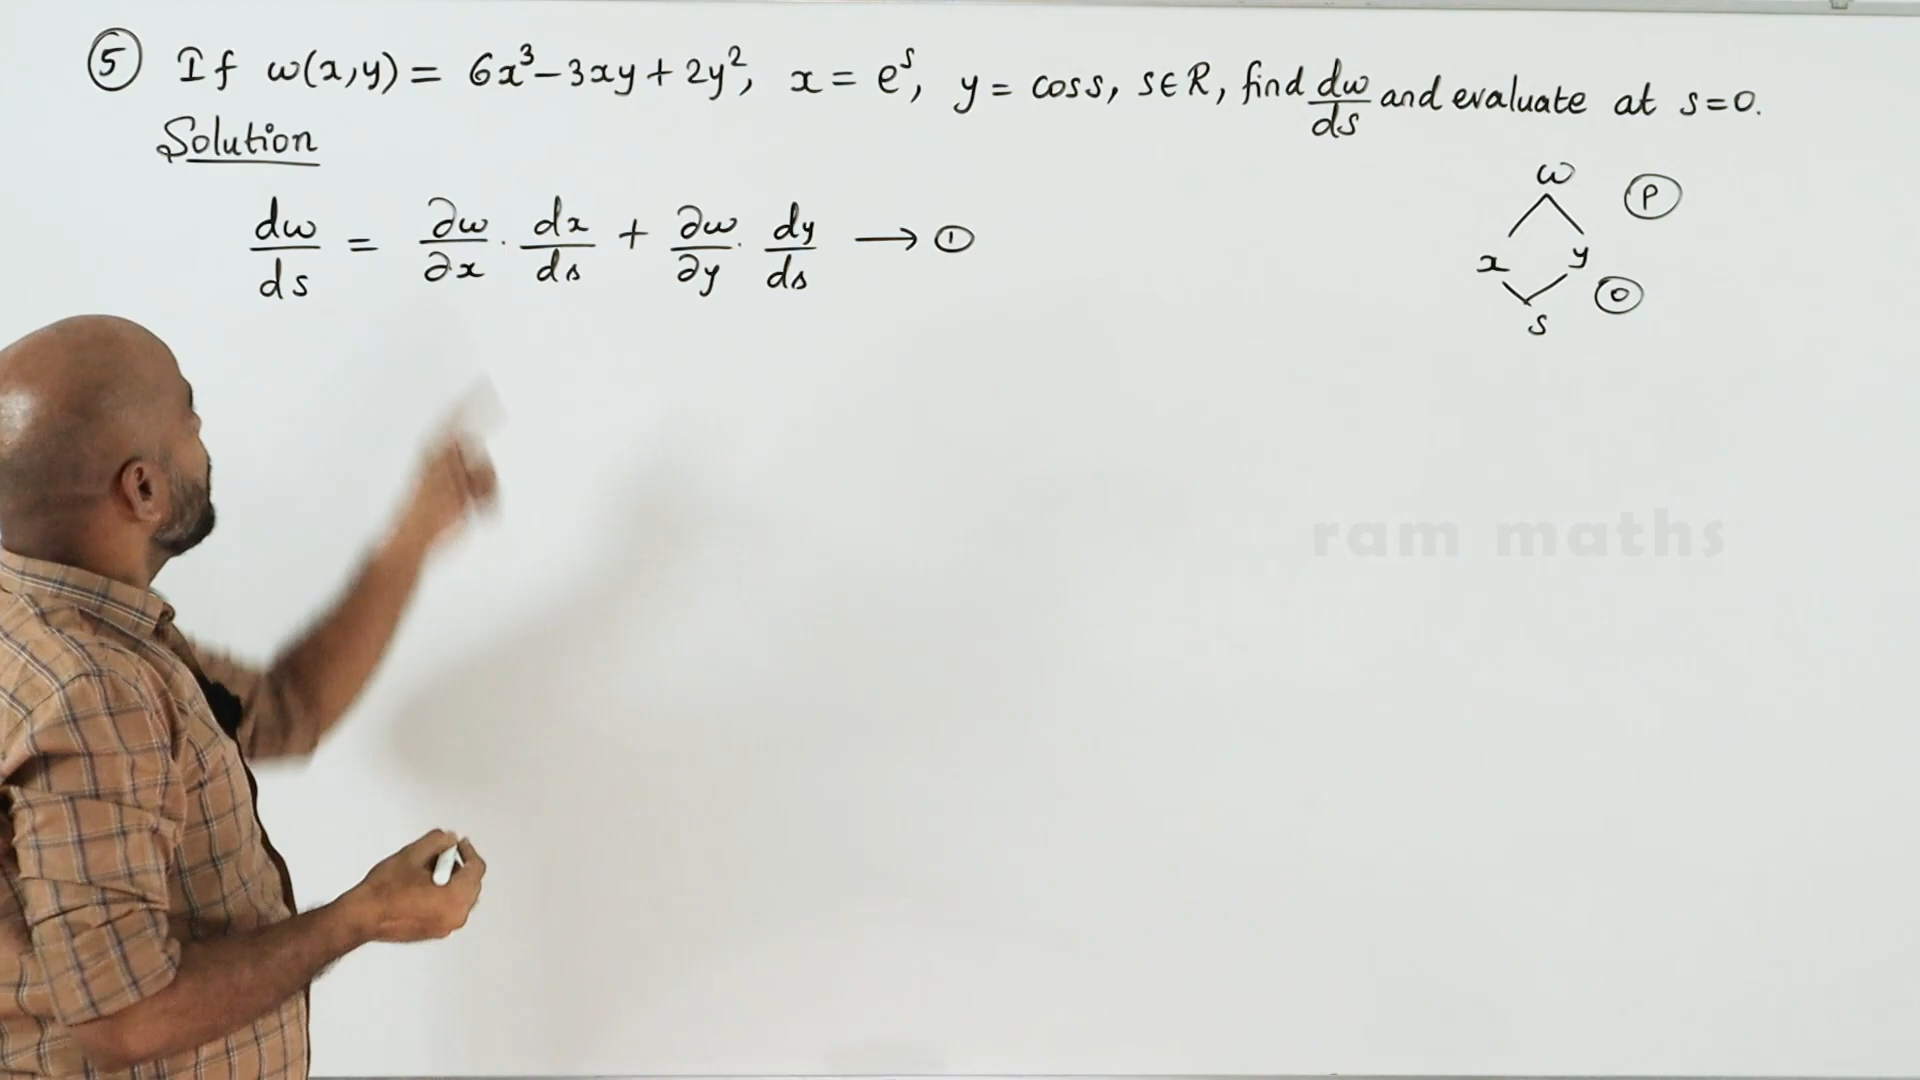 ⑤ If w(x,y) = 6x³ – 3xy + 2y², x = eˢ, y = cos s, s∈R, find dw/ds and evaluate at s=0.
Solution
dw/ds = ∂w/∂x . dx/ds + ∂w/∂y . dy/ds → ①
w Ⓟ
x y Ⓞ
s
ram maths